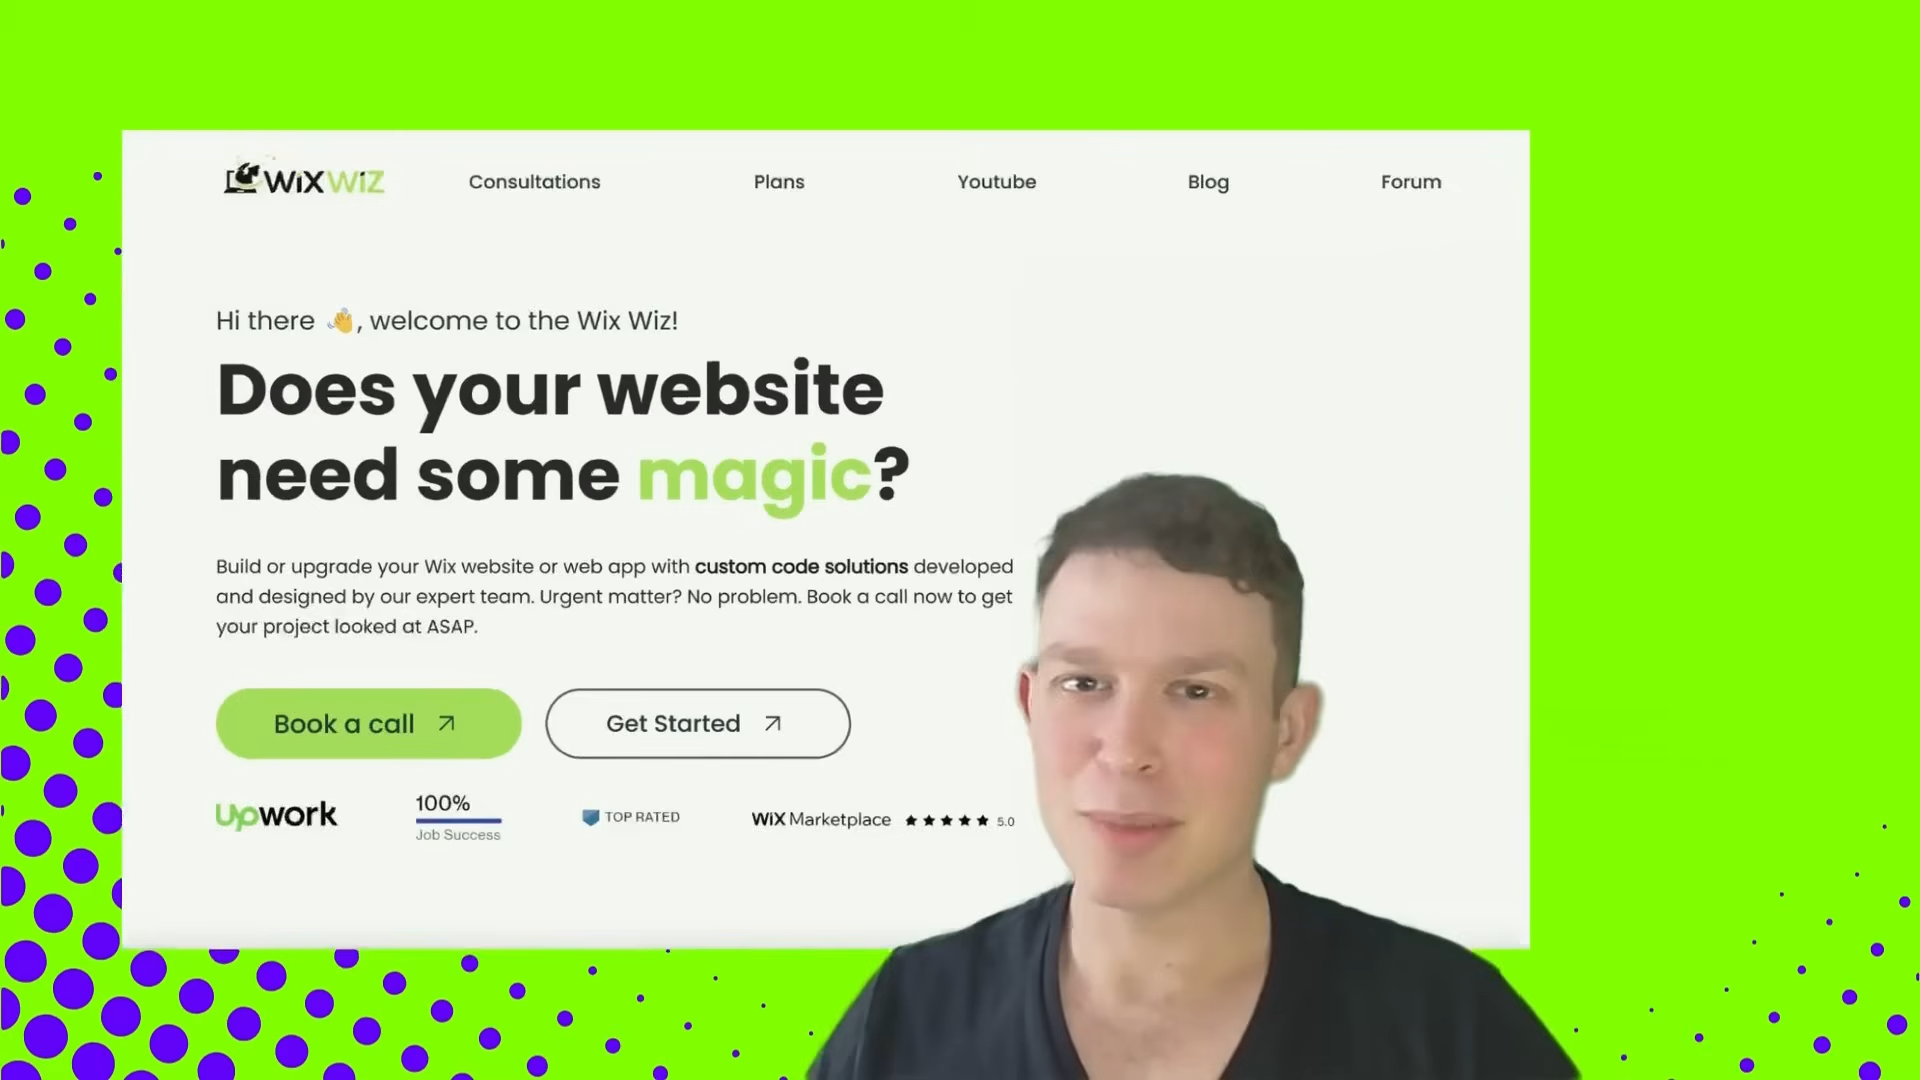 WiX WIZ
Consultations
Plans
Youtube
Blog
Forum
Hi there 👋, welcome to the Wix Wiz!
Does your website
need some magic?
Build or upgrade your Wix website or web app with custom code solutions developed
and designed by our expert team. Urgent matter? No problem. Book a call now to get
your project looked at ASAP.
Book a call
Get Started
Upwork
100%
Job Success
TOP RATED
WiX Marketplace ★★★★★ 5.0